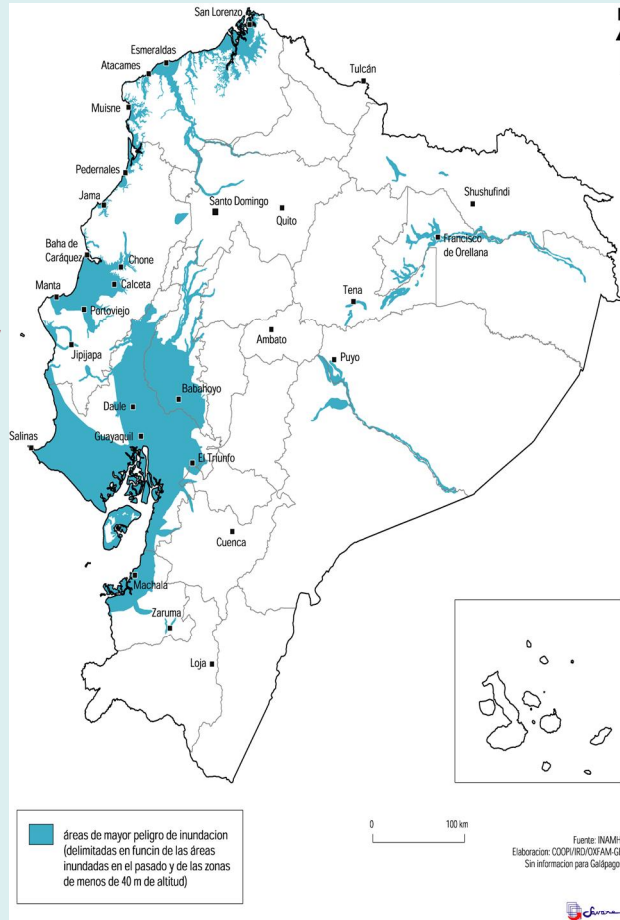 San Lorenzo
Esmeraldas
Atacames
Tulcán
Muisne
Pedernales
Shushufindi
Jama
Santo Domingo
Quito
Francisco
de Orellana
Baha de
Caráquez
Chone
Calceta
Manta
Tena
Portoviejo
Ambato
Jipijapa
Puyo
Babahoyo
Daule
Salinas
Guayaquil
El Triunfo
Cuenca
Machala
Zaruma
Loja
áreas de mayor peligro de inundacion
(delimitadas en funcin de las áreas
inundadas en el pasado y de las zonas
de menos de 40 m de altitud)
0 100 km
Fuente: INAMH
Elaboracion: COOPI/IRD/OXFAM-G
Sin informacion para Galápago